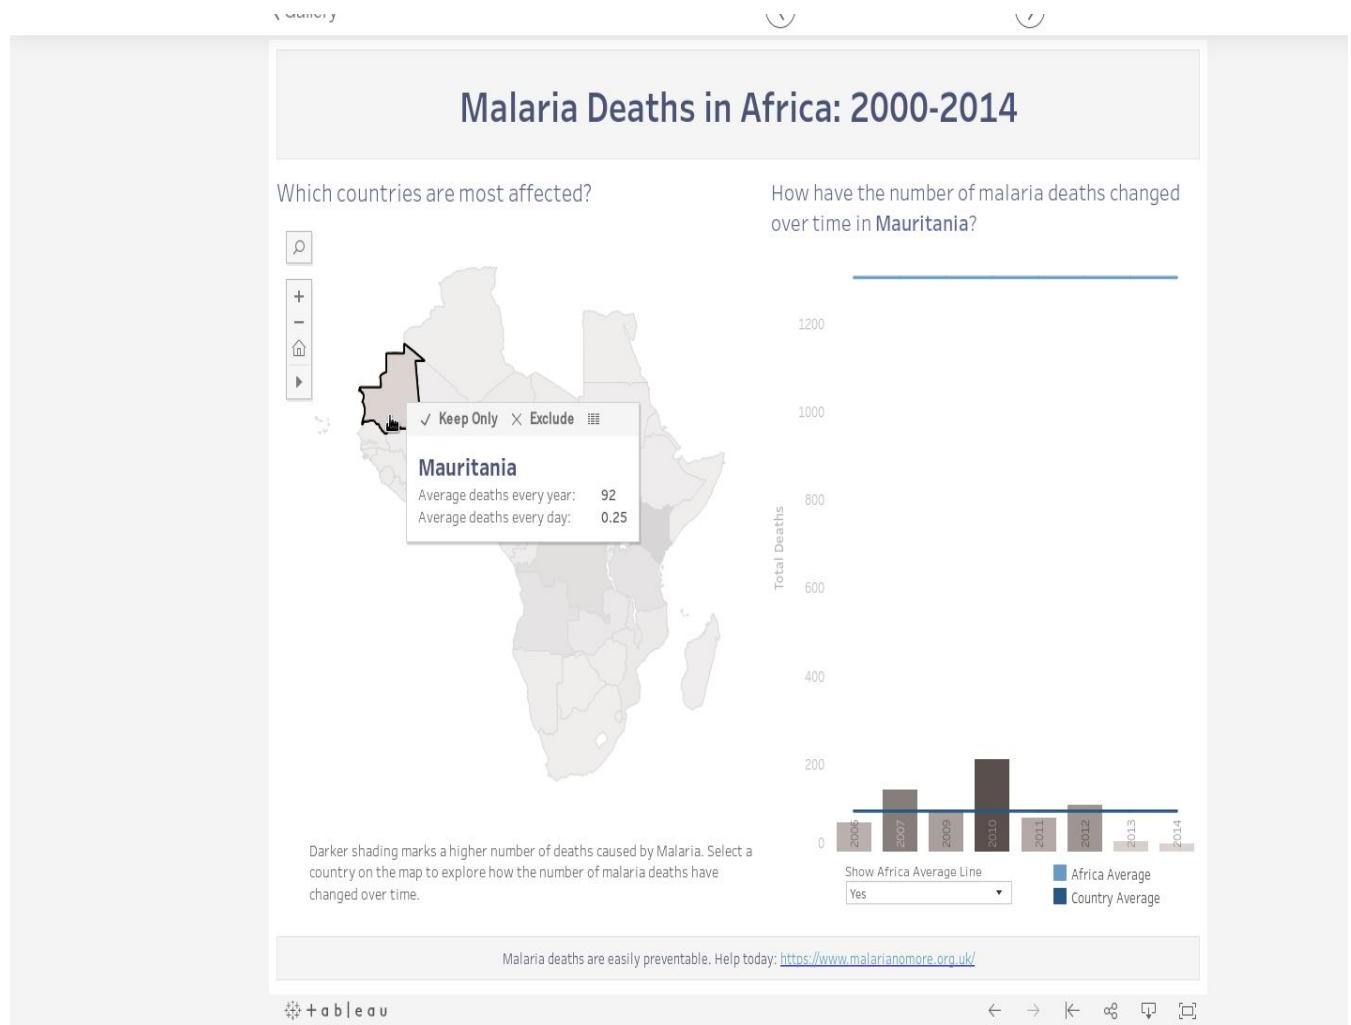 Gallery
Malaria Deaths in Africa: 2000-2014
Which countries are most affected?
How have the number of malaria deaths changed
over time in Mauritania?
Keep Only Exclude
Mauritania
Average deaths every year: 92
Average deaths every day: 0.25
1200
1000
800
600
400
200
0
Total Deaths
2006
2007
2009
2010
2011
2012
2013
2014
Darker shading marks a higher number of deaths caused by Malaria. Select a
country on the map to explore how the number of malaria deaths have
changed over time.
Show Africa Average Line
Yes
Africa Average
Country Average
Malaria deaths are easily preventable. Help today: https://www.malarianomore.org.uk/
+ableau